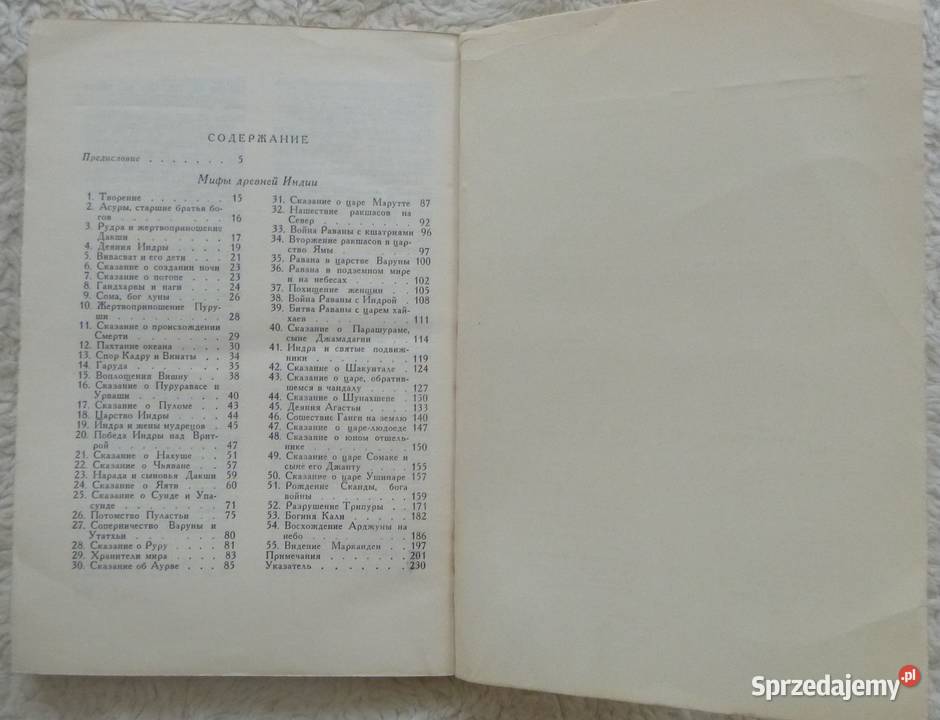 СОДЕРЖАНИЕ
Предисловие . . . . . . . 5
Мифы древней Индии
1. Творение . . . . . . . 15
2. Асуры, старшие братья бо-
гов . . . . . . . . . 16
3. Рудра и жертвоприношение
Дакши . . . . . . . . 17
4. Деяния Индры . . . . . 19
5. Вивасват и его дети . . . 21
6. Сказание о создании ночи 23
7. Сказание о потопе . . . . 23
8. Гандхарвы и наги . . . . 24
9. Сома, бог луны . . . . . 26
10. Жертвоприношение Пуру-
ши . . . . . . . . . 28
11. Сказание о происхождении
Смерти . . . . . . . . 29
12. Пахтание океана . . . . 30
13. Спор Кадру и Винаты . . 34
14. Гаруда . . . . . . . . 35
15. Воплощения Вишну . . . 38
16. Сказание о Пуруравасе и
Урваши . . . . . . . . 40
17. Сказание о Пуломе . . . 43
18. Царство Индры . . . . 44
19. Индра и жены мудрецов . 45
20. Победа Индры над Врит-
рой . . . . . . . . . 47
21. Сказание о Нахуше . . . 51
22. Сказание о Чьяване . . . 57
23. Нарада и сыновья Дакши 59
24. Сказание о Яяти . . . . 60
25. Сказание о Сунде и Упа-
сунде . . . . . . . . 71
26. Потомство Пуластьи . . . 75
27. Соперничество Варуны и
Утатхьи . . . . . . . 80
28. Сказание о Руру . . . . 81
29. Хранители мира . . . . 83
30. Сказание об Аурве . . . 85
31. Сказание о царе Марутте 87
32. Нашествие ракшасов на
Север . . . . . . . . 92
33. Война Раваны с кшатриями 96
34. Вторжение ракшасов в цар-
ство Ямы . . . . . . . 97
35. Равана в царстве Варуны 100
36. Равана в подземном мире
и на небесах . . . . . . 102
37. Похищение женщин . . . 105
38. Война Раваны с Индрой . 108
39. Битва Раваны с царем хай-
хаев . . . . . . . . . 111
40. Сказание о Парашураме,
сыне Джамадагни . . . . 114
41. Индра и святые подвиж-
ники . . . . . . . . . 119
42. Сказание о Шакунтале . 124
43. Сказание о царе, обратив-
шемся в чандалу . . . . 127
44. Сказание о Шунахшепе . 130
45. Деяния Агастьи . . . . 133
46. Сошествие Ганги на землю 140
47. Сказание о царе-людоеде 147
48. Сказание о юном отшель-
нике . . . . . . . . . 150
49. Сказание о царе Сомаке и
сыне его Джанту . . . . 155
50. Сказание о царе Ушинаре 157
51. Рождение Сканды, бога
войны . . . . . . . . 159
52. Разрушение Трипуры . . 171
53. Богиня Кали . . . . . 182
54. Восхождение Арджуны на
небо . . . . . . . . . 186
55. Видение Маркандеи . . . 197
Примечания . . . . . . . 201
Указатель . . . . . . . 230
Sprzedajemy.pl